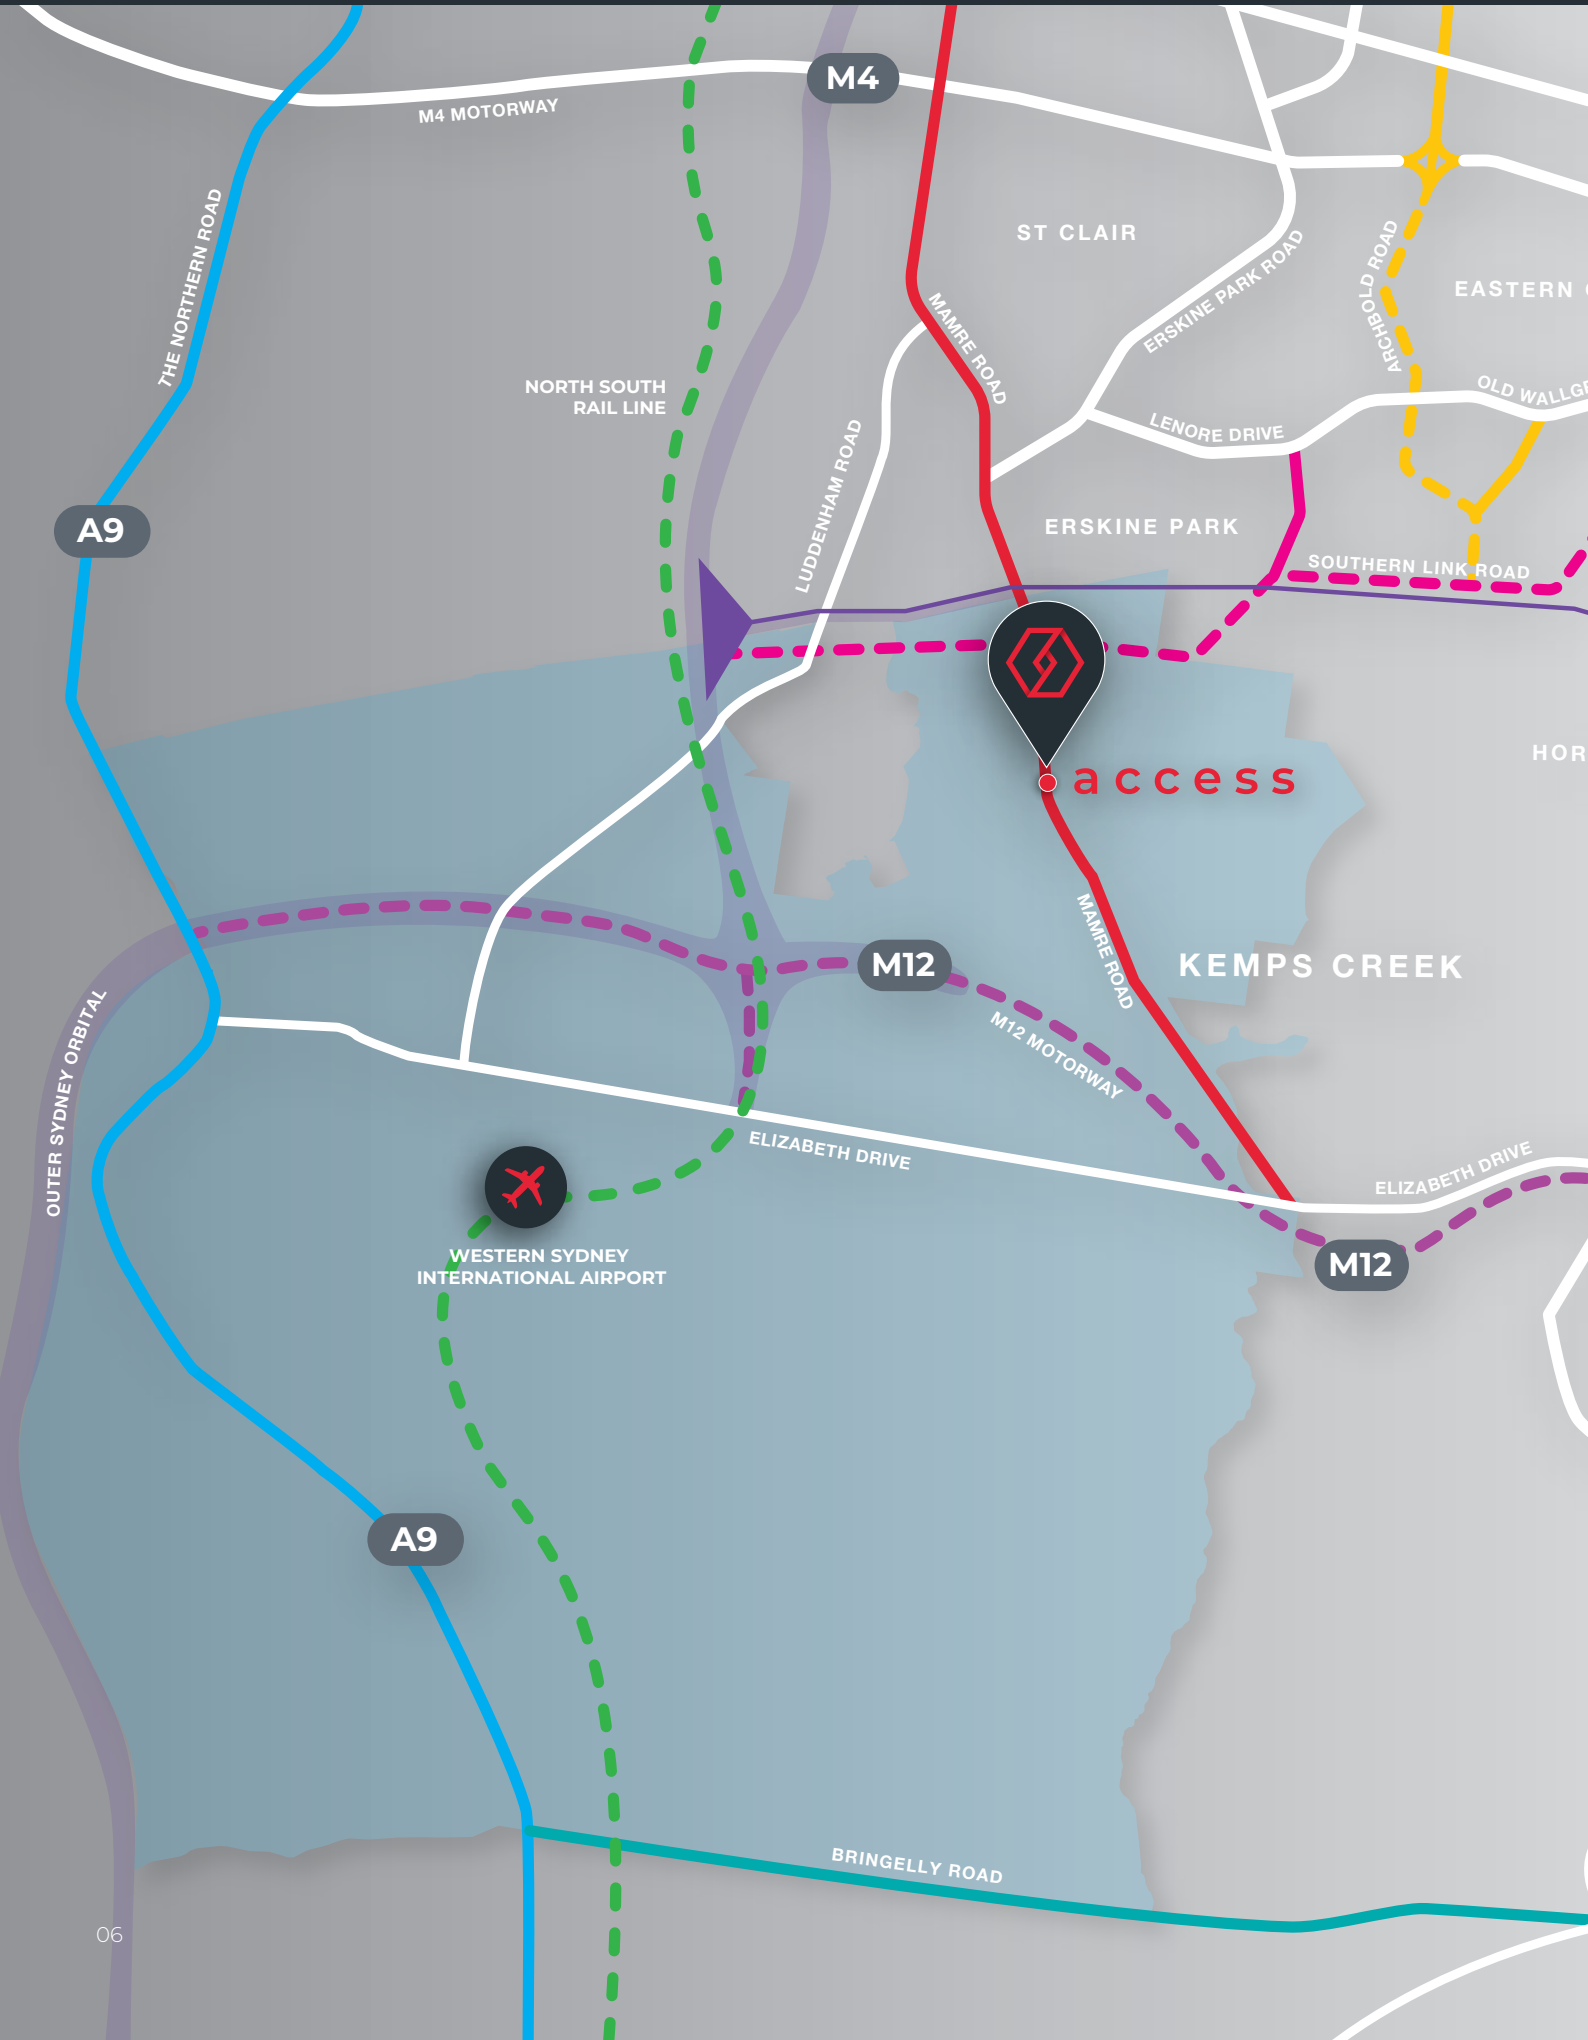 M4
M4 MOTORWAY
THE NORTHERN ROAD
ST CLAIR
ARCHBOLD ROAD
ERSKINE PARK ROAD
EASTERN
MAMRE ROAD
NORTH SOUTH
RAIL LINE
OLD
LENORE DRIVE
LUDDENHAM ROAD
A9
ERSKINE PARK
SOUTHERN LINK ROAD
access
MAMRE ROAD
M12
KEMPS CREEK
M12 MOTORWAY
OUTER SYDNEY ORBITAL
ELIZABETH DRIVE
ELIZABETH DRIVE
WESTERN SYDNEY
INTERNATIONAL AIRPORT
M12
A9
BRINGELLY ROAD
06